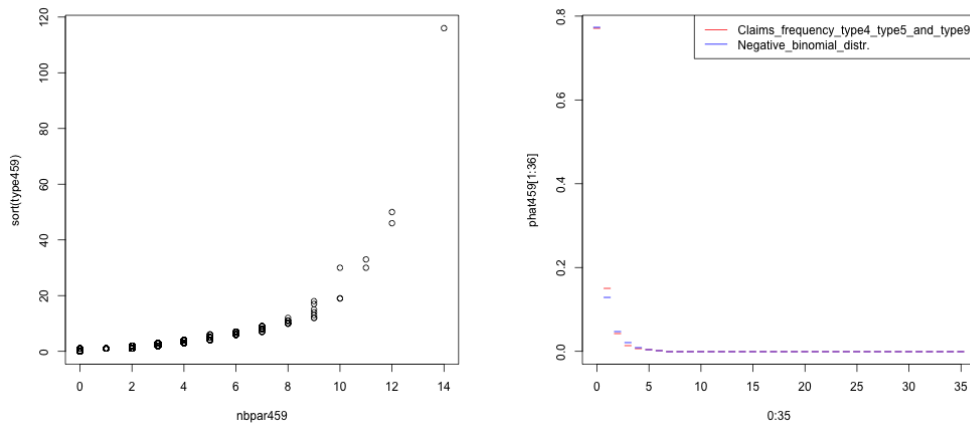 120
100
80
60
40
20
0
sort(type459)
0 2 4 6 8 10 12 14
nbpar459
0.8
0.6
0.4
0.2
0.0
phat459[1:36]
Claims_frequency_type4_type5_and_type9
Negative_binomial_distr.
0 5 10 15 20 25 30 35
0:35